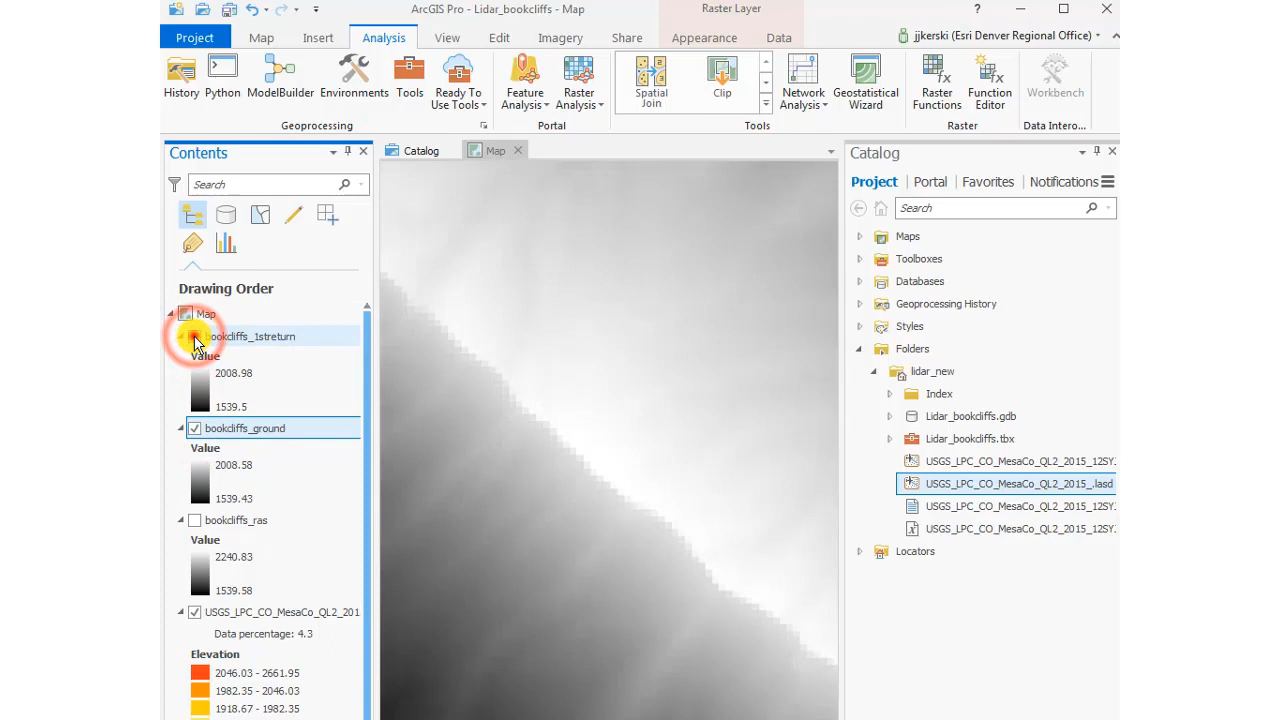 ArcGIS Pro - Lidar_bookcliffs - Map
Raster Layer
?
Project
Map
Insert
Analysis
View
Edit
Imagery
Share
Appearance
Data
jjkerski (Esri Denver Regional Office)
History
Python
ModelBuilder
Environments
Tools
Ready To
Use Tools
Feature
Analysis
Raster
Analysis
Spatial
Join
Clip
Network
Analysis
Geostatistical
Wizard
Raster
Functions
Function
Editor
Workbench
Geoprocessing
Portal
Tools
Raster
Data Intero...
Contents
Search
Drawing Order
Map
bookcliffs_1streturn
Value
2008.98
1539.5
bookcliffs_ground
Value
2008.58
1539.43
bookcliffs_ras
Value
2240.83
1539.58
USGS_LPC_CO_MesaCo_QL2_201
Data percentage: 4.3
Elevation
2046.03 - 2661.95
1982.35 - 2046.03
1918.67 - 1982.35
Catalog
Map
Catalog
Project
Portal
Favorites
Notifications
Search
Maps
Toolboxes
Databases
Geoprocessing History
Styles
Folders
lidar_new
Index
Lidar_bookcliffs.gdb
Lidar_bookcliffs.tbx
USGS_LPC_CO_MesaCo_QL2_2015_12SYJ
USGS_LPC_CO_MesaCo_QL2_2015_.lasd
USGS_LPC_CO_MesaCo_QL2_2015_12SYJ
USGS_LPC_CO_MesaCo_QL2_2015_12SYJ
Locators